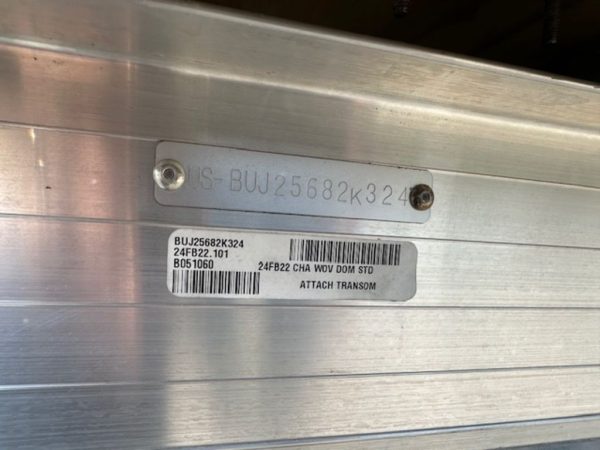 US-BUJ25682K324
BUJ25682K324
24FB22.101
B051060
24FB22 CHA WOV DOM STD
ATTACH TRANSOM